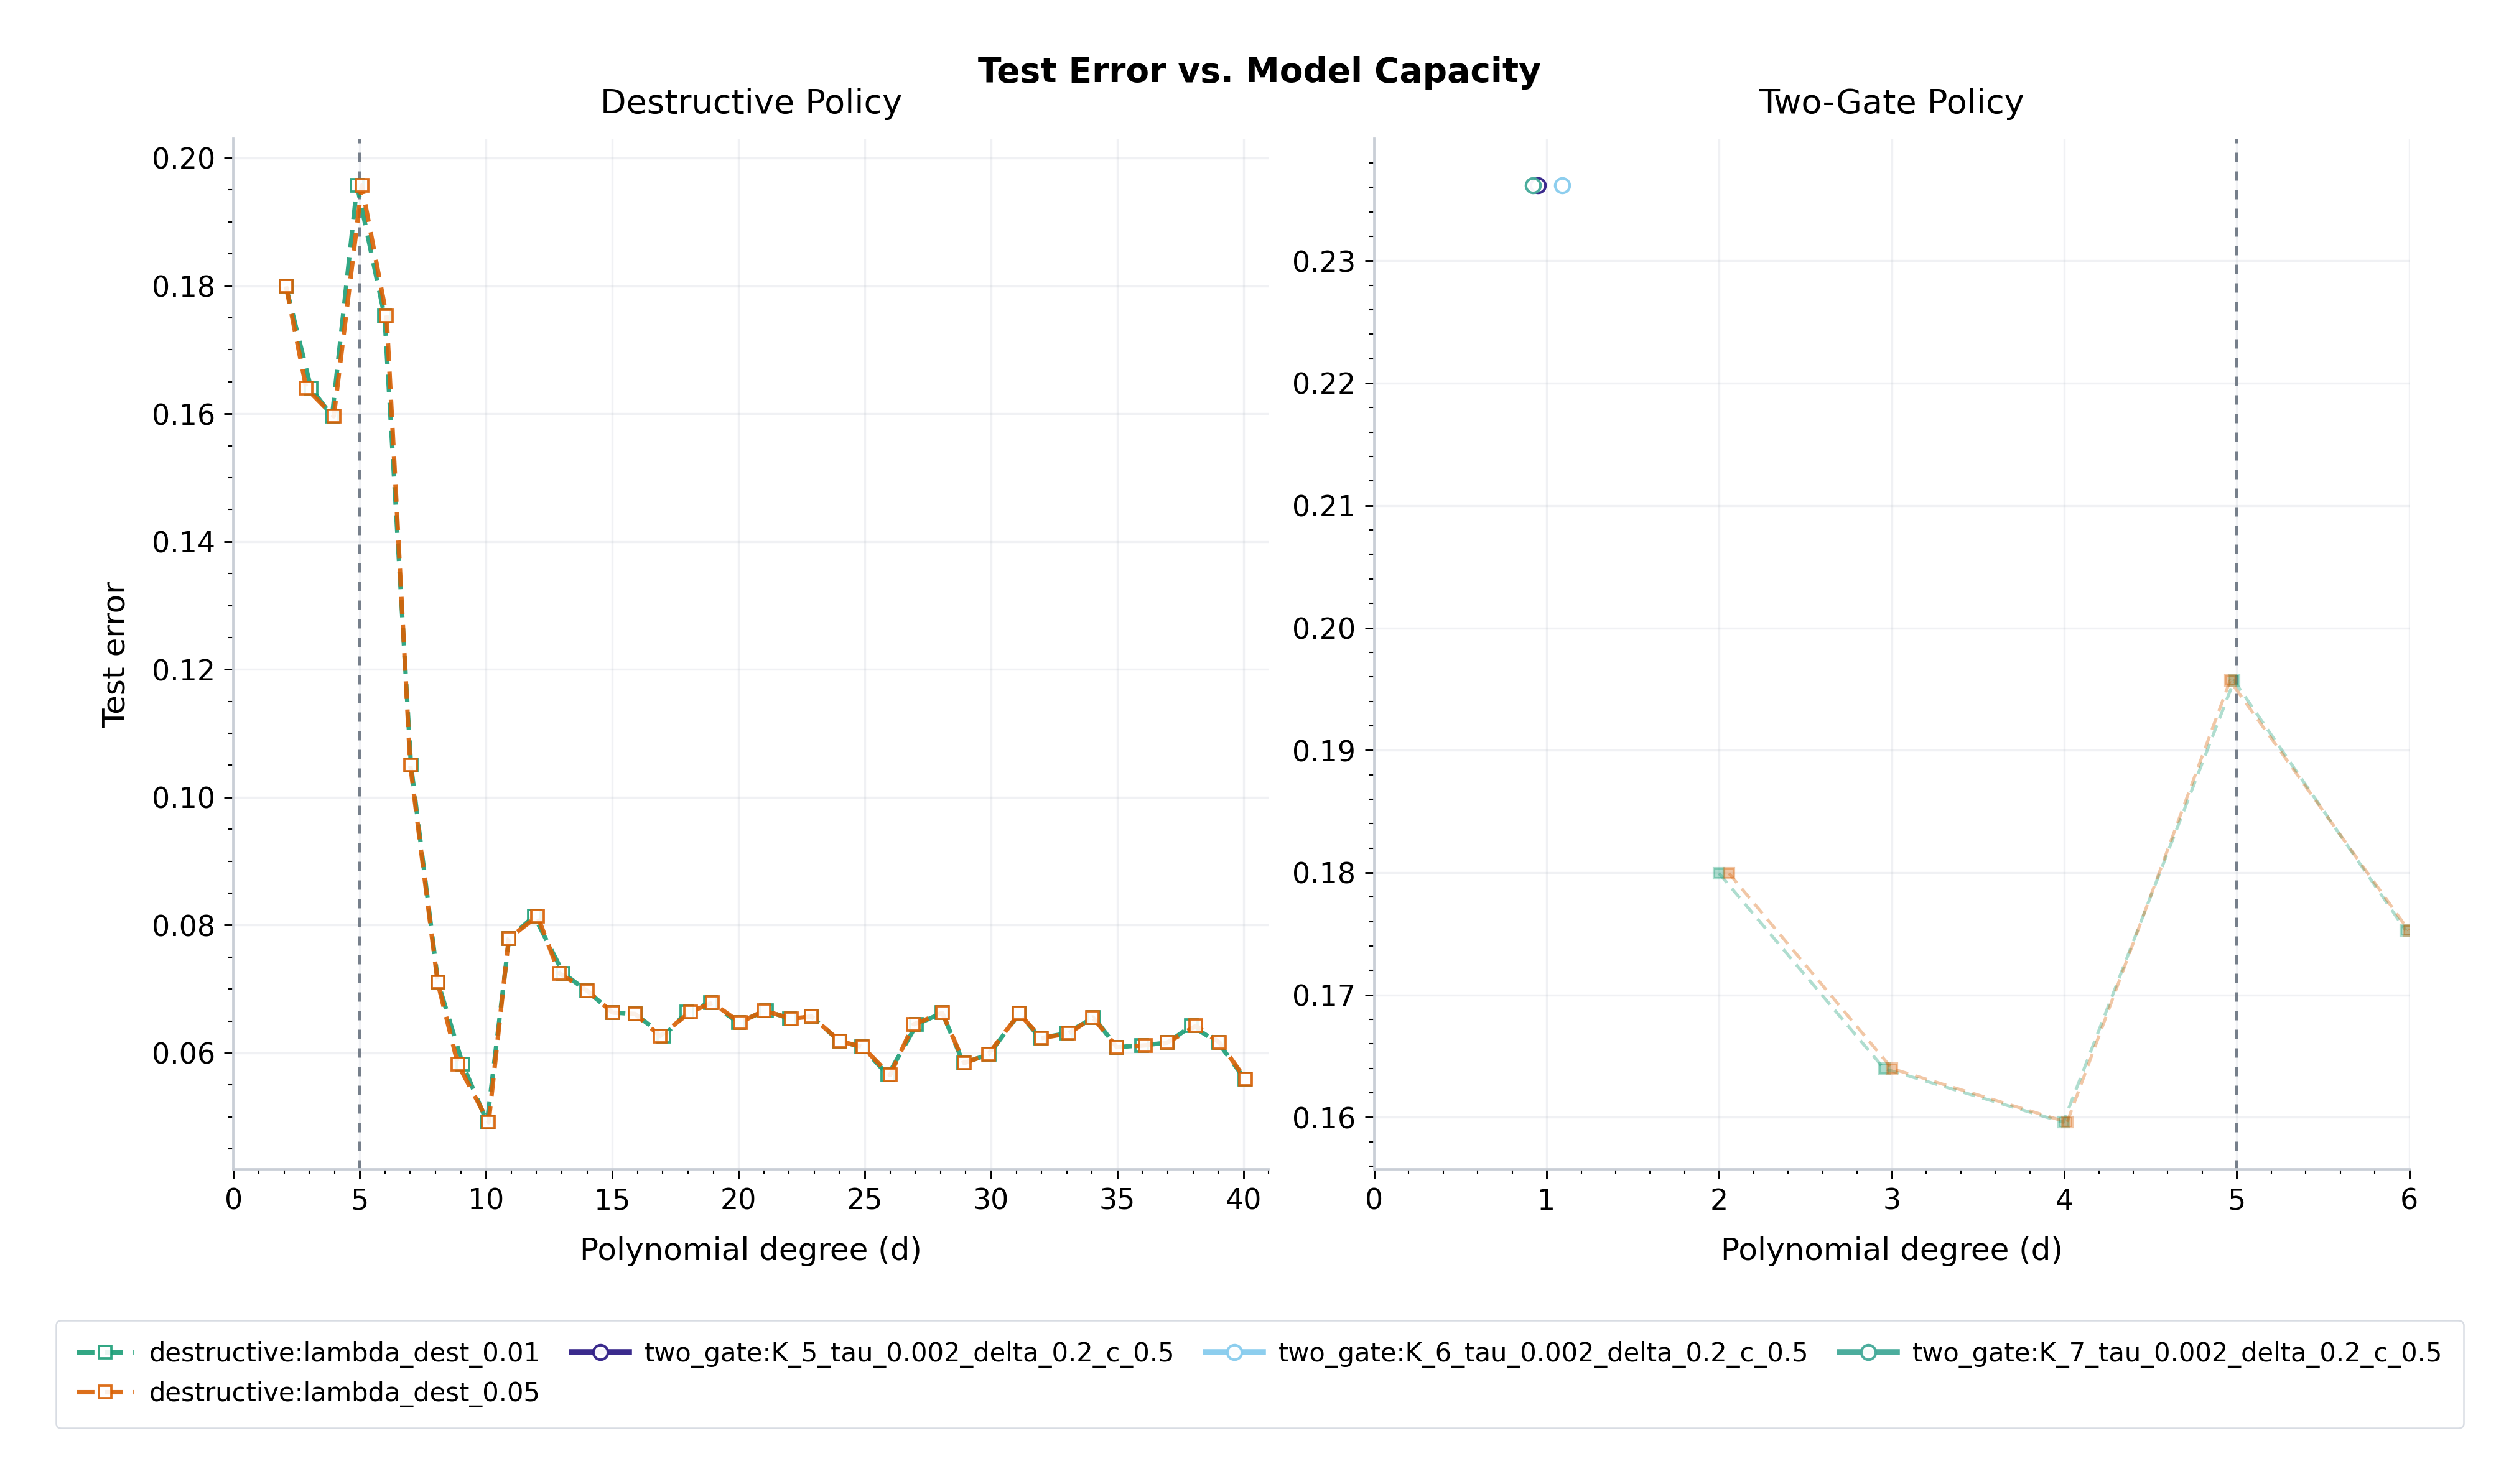 Test Error vs. Model Capacity
Destructive Policy
Two-Gate Policy
0.20
0.18
0.16
0.14
0.12
0.10
0.08
0.06
Test error
0 5 10 15 20 25 30 35 40
Polynomial degree (d)
0.23
0.22
0.21
0.20
0.19
0.18
0.17
0.16
0 1 2 3 4 5 6
Polynomial degree (d)
destructive:lambda_dest_0.01
destructive:lambda_dest_0.05
two_gate:K_5_tau_0.002_delta_0.2_c_0.5
two_gate:K_6_tau_0.002_delta_0.2_c_0.5
two_gate:K_7_tau_0.002_delta_0.2_c_0.5